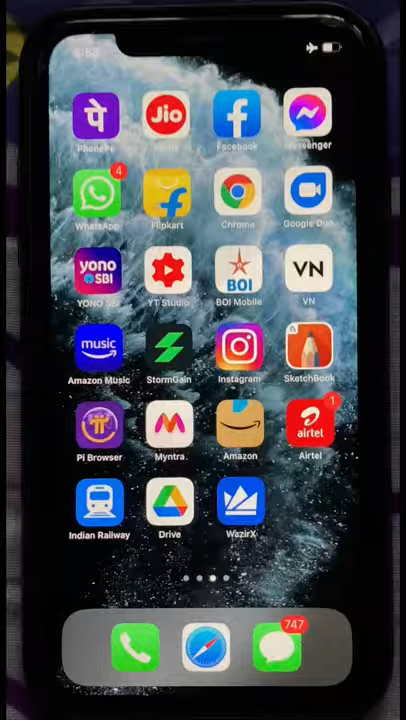 पे Jio
PhonePe Facebook Messenger
4
WhatsApp Flipkart Chrome Google Duo
yono
SBI BOI VN
YONO SBI YT Studio BOI Mobile VN
music
Amazon Music StormGain Instagram SketchBook
1
airtel
Pi Browser Myntra Amazon Airtel
Indian Railway Drive WazirX
747